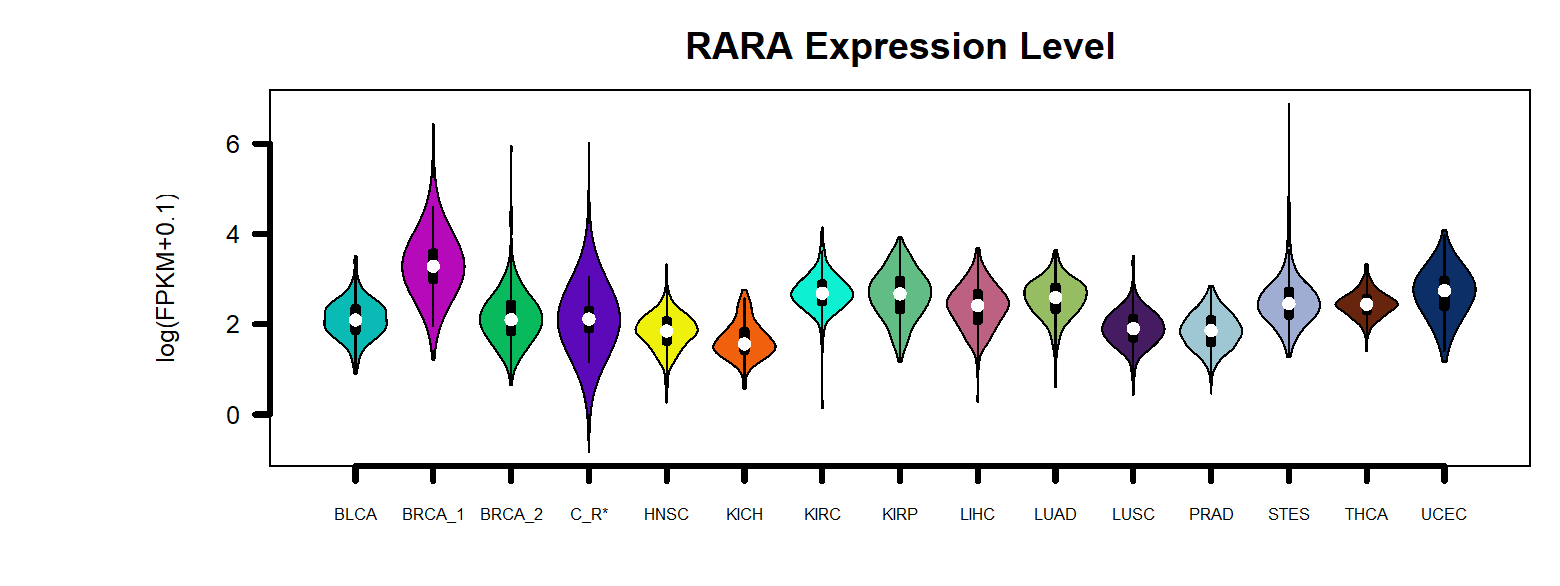 RARA Expression Level
log(FPKM+0.1)
6
4
2
0
BLCA BRCA_1 BRCA_2 C_R* HNSC KICH KIRC KIRP LIHC LUAD LUSC PRAD STES THCA UCEC